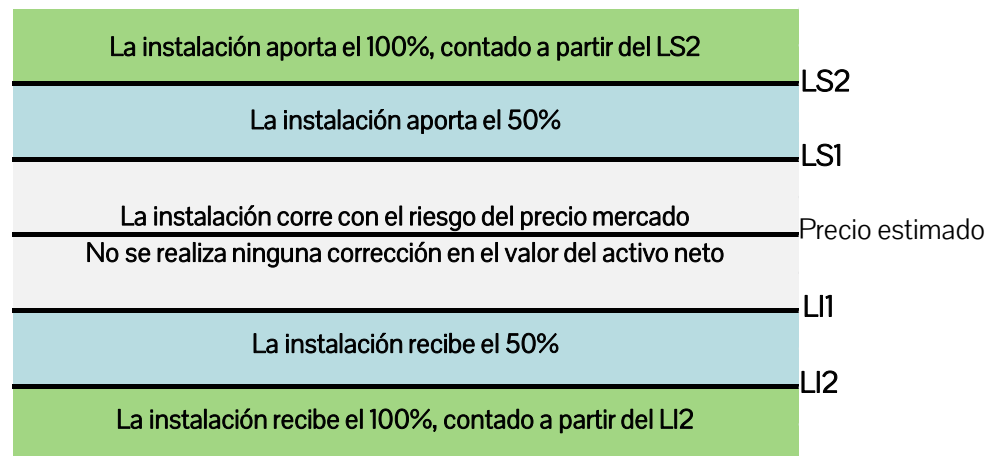 La instalación aporta el 100%, contado a partir del LS2
LS2
La instalación aporta el 50%
LS1
La instalación corre con el riesgo del precio mercado
Precio estimado
No se realiza ninguna corrección en el valor del activo neto
LI1
La instalación recibe el 50%
LI2
La instalación recibe el 100%, contado a partir del LI2